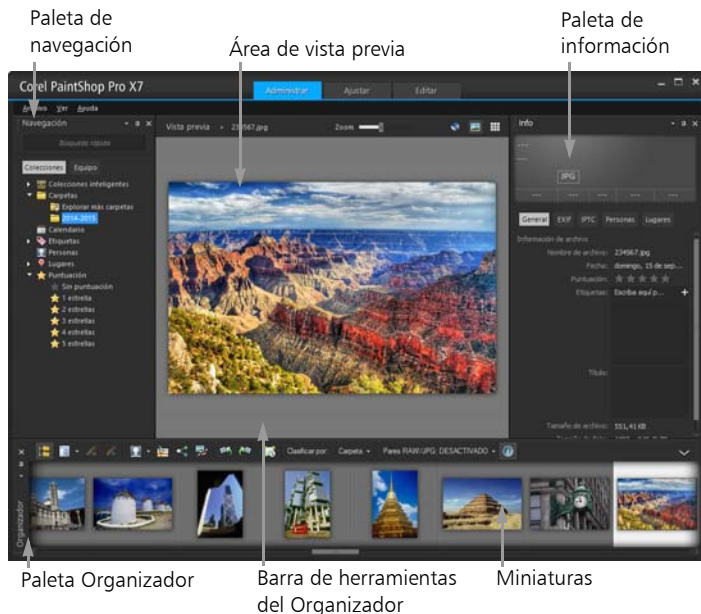 Paleta de
navegación
Área de vista previa
Paleta de
información
Corel PaintShop Pro X7
Administrar
Ajustar
Editar
Archivo Ver Ayuda
Navegación
Búsqueda rápida
Colecciones Equipo
Colecciones inteligentes
Carpetas
Explorar más carpetas
2014-2015
Calendario
Etiquetas
Personas
Lugares
Puntuación
Sin puntuación
1 estrella
2 estrellas
3 estrellas
4 estrellas
5 estrellas
Vista previa 234567.jpg Zoom
Info
--- 
---
JPG
--- --- --- --- ---
General EXIF IPTC Personas Lugares
Información de archivo
Nombre de archivo: 234567.jpg
Fecha: domingo, 15 de sep...
Puntuación:
Etiquetas: Escriba aquí p... +
Título:
Tamaño de archivo: 551,41 KB
Organizador
Clasificar por: Carpeta Pares RAW/JPG: DESACTIVADO
Paleta Organizador
Barra de herramientas
del Organizador
Miniaturas